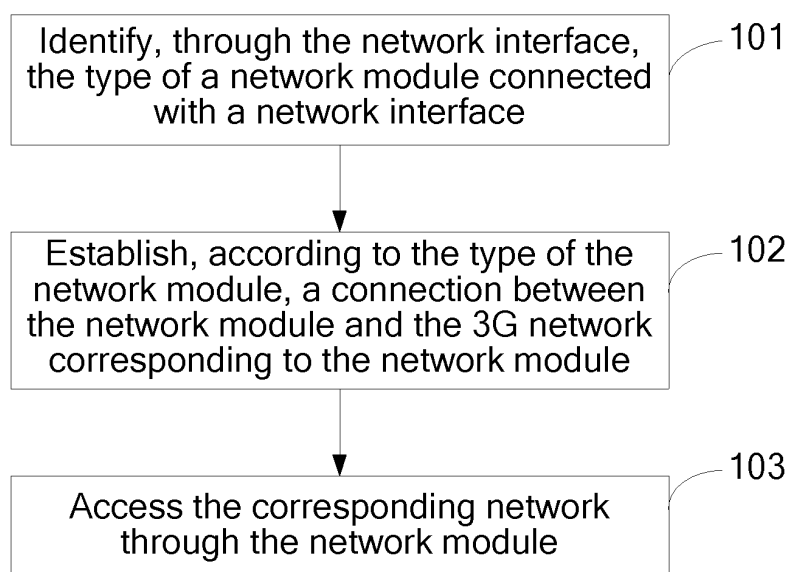 Identify, through the network interface,
the type of a network module connected
with a network interface
101
Establish, according to the type of the
network module, a connection between
the network module and the 3G network
corresponding to the network module
102
Access the corresponding network
through the network module
103